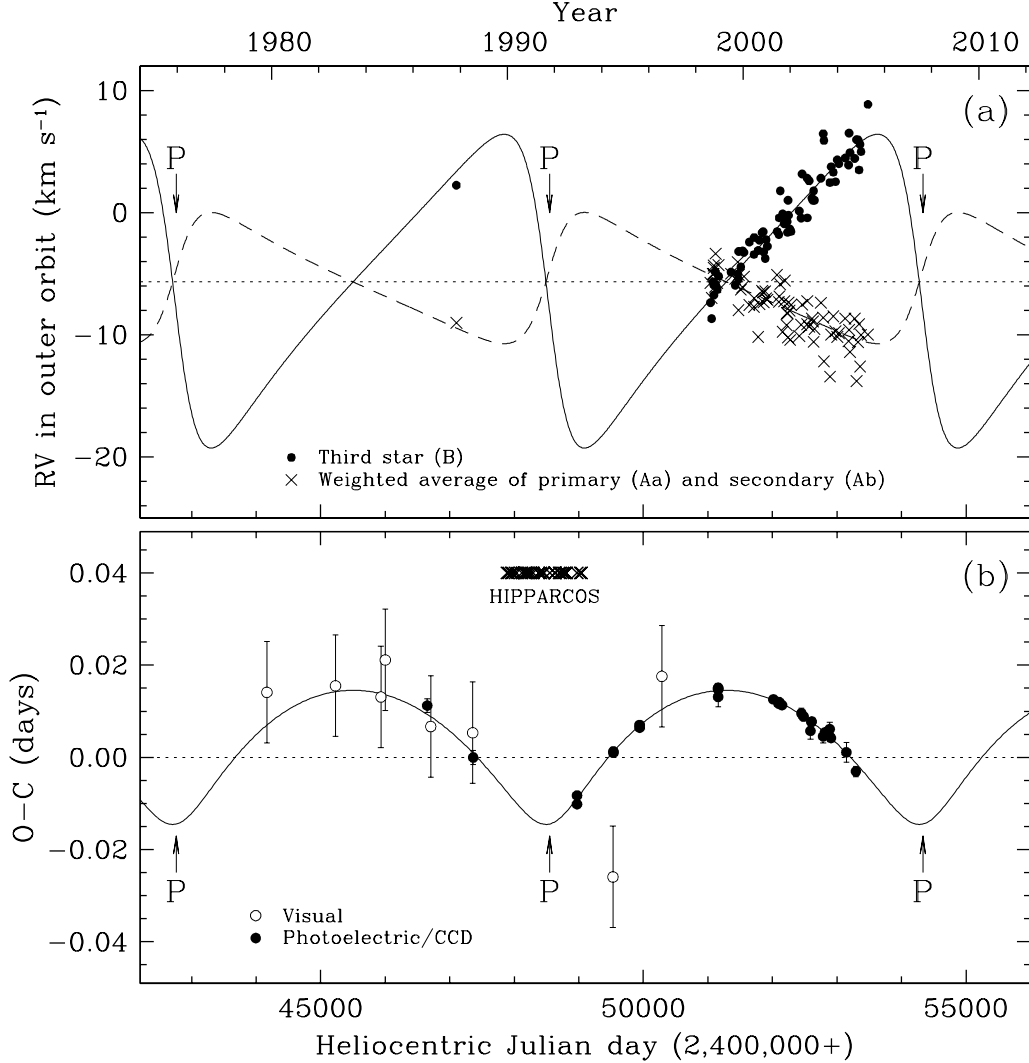 Year
1980 1990 2000 2010
(a)
10
0
−10
−20
RV in outer orbit (km s⁻¹)
P P P
Third star (B)
Weighted average of primary (Aa) and secondary (Ab)
(b)
0.04
0.02
0.00
−0.02
−0.04
O−C (days)
HIPPARCOS
P P P
Visual
Photoelectric/CCD
45000 50000 55000
Heliocentric Julian day (2,400,000+)